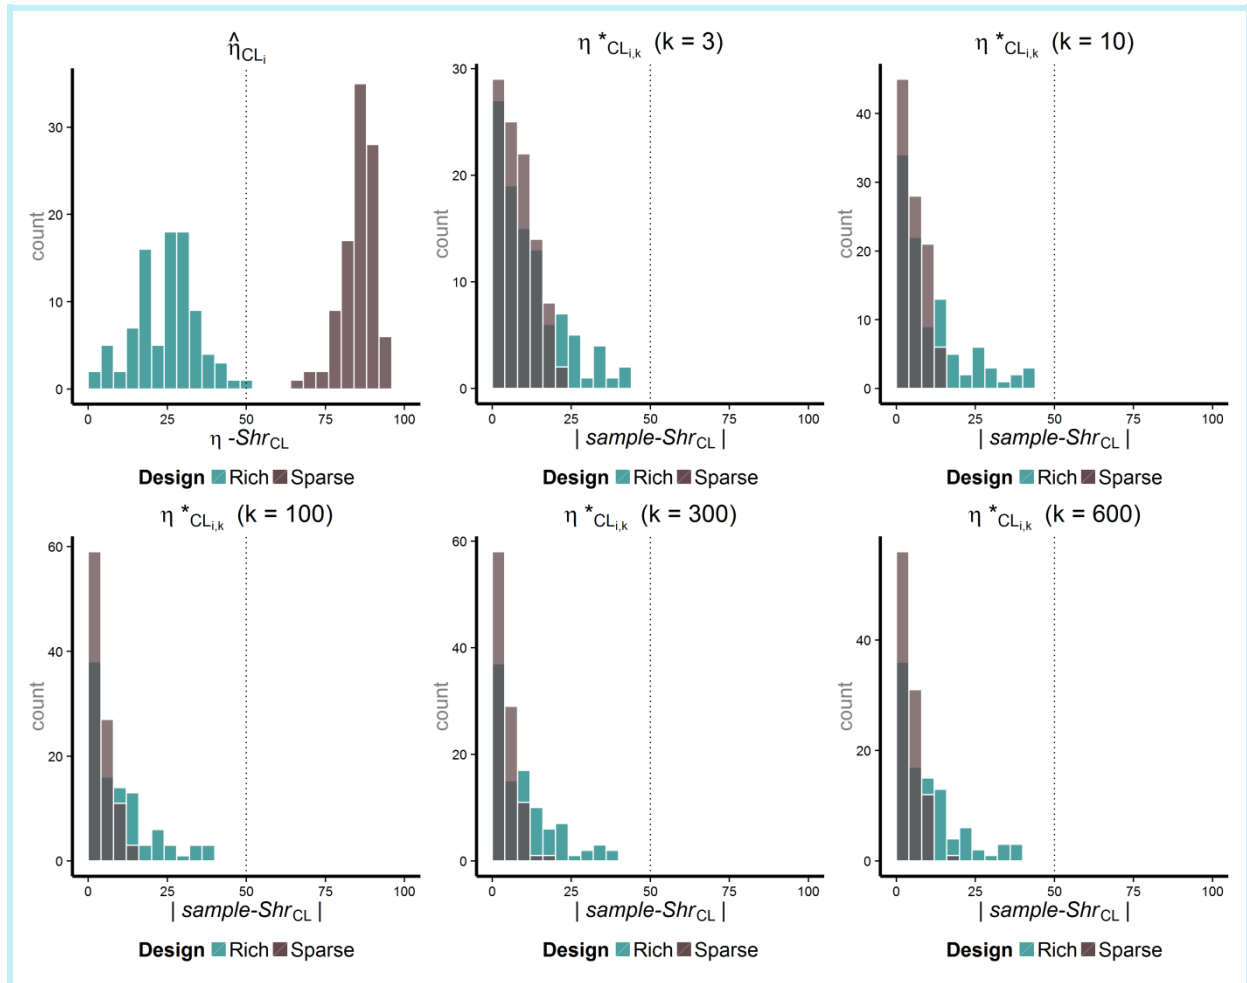 η̂CLi
count
30
20
10
0
0 25 50 75 100
η -ShrCL
Design Rich Sparse
η *CLi,k (k = 3)
30
20
10
0
0 25 50 75 100
count
| sample-ShrCL |
Design Rich Sparse
η *CLi,k (k = 10)
40
30
20
10
0
0 25 50 75 100
count
| sample-ShrCL |
Design Rich Sparse
η *CLi,k (k = 100)
60
40
20
0
0 25 50 75 100
count
| sample-ShrCL |
Design Rich Sparse
η *CLi,k (k = 300)
60
40
20
0
0 25 50 75 100
count
| sample-ShrCL |
Design Rich Sparse
η *CLi,k (k = 600)
40
20
0
0 25 50 75 100
count
| sample-ShrCL |
Design Rich Sparse